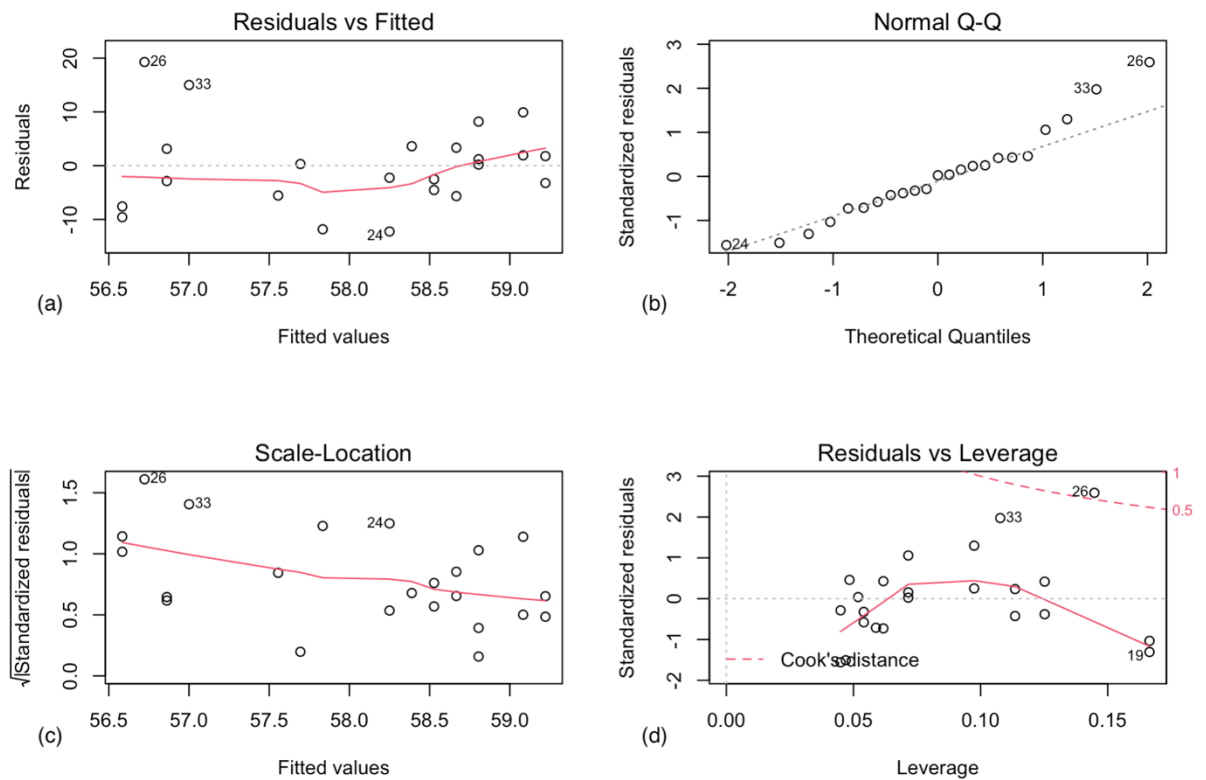 Residuals vs Fitted
Residuals
20
10
0
-10
26
33
24
56.5 57.0 57.5 58.0 58.5 59.0
(a)
Fitted values
Normal Q-Q
Standardized residuals
3
2
1
0
-1
26
33
24
-2 -1 0 1 2
(b)
Theoretical Quantiles
Scale-Location
√|Standardized residuals|
1.5
1.0
0.5
0.0
26
33
24
56.5 57.0 57.5 58.0 58.5 59.0
(c)
Fitted values
Residuals vs Leverage
Standardized residuals
3
2
1
0
-1
-2
1
0.5
26
33
19
Cook's distance
0.00 0.05 0.10 0.15
(d)
Leverage